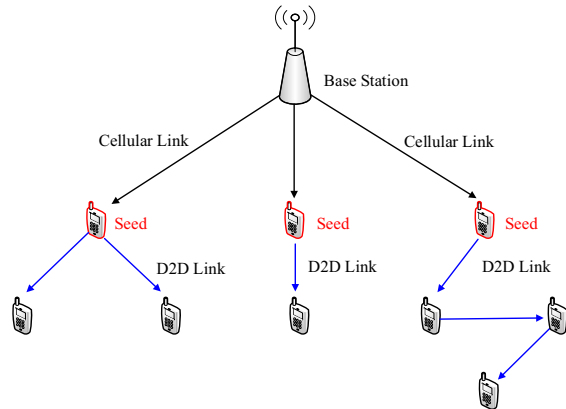 Base Station
Cellular Link
Cellular Link
Seed
Seed
Seed
D2D Link
D2D Link
D2D Link